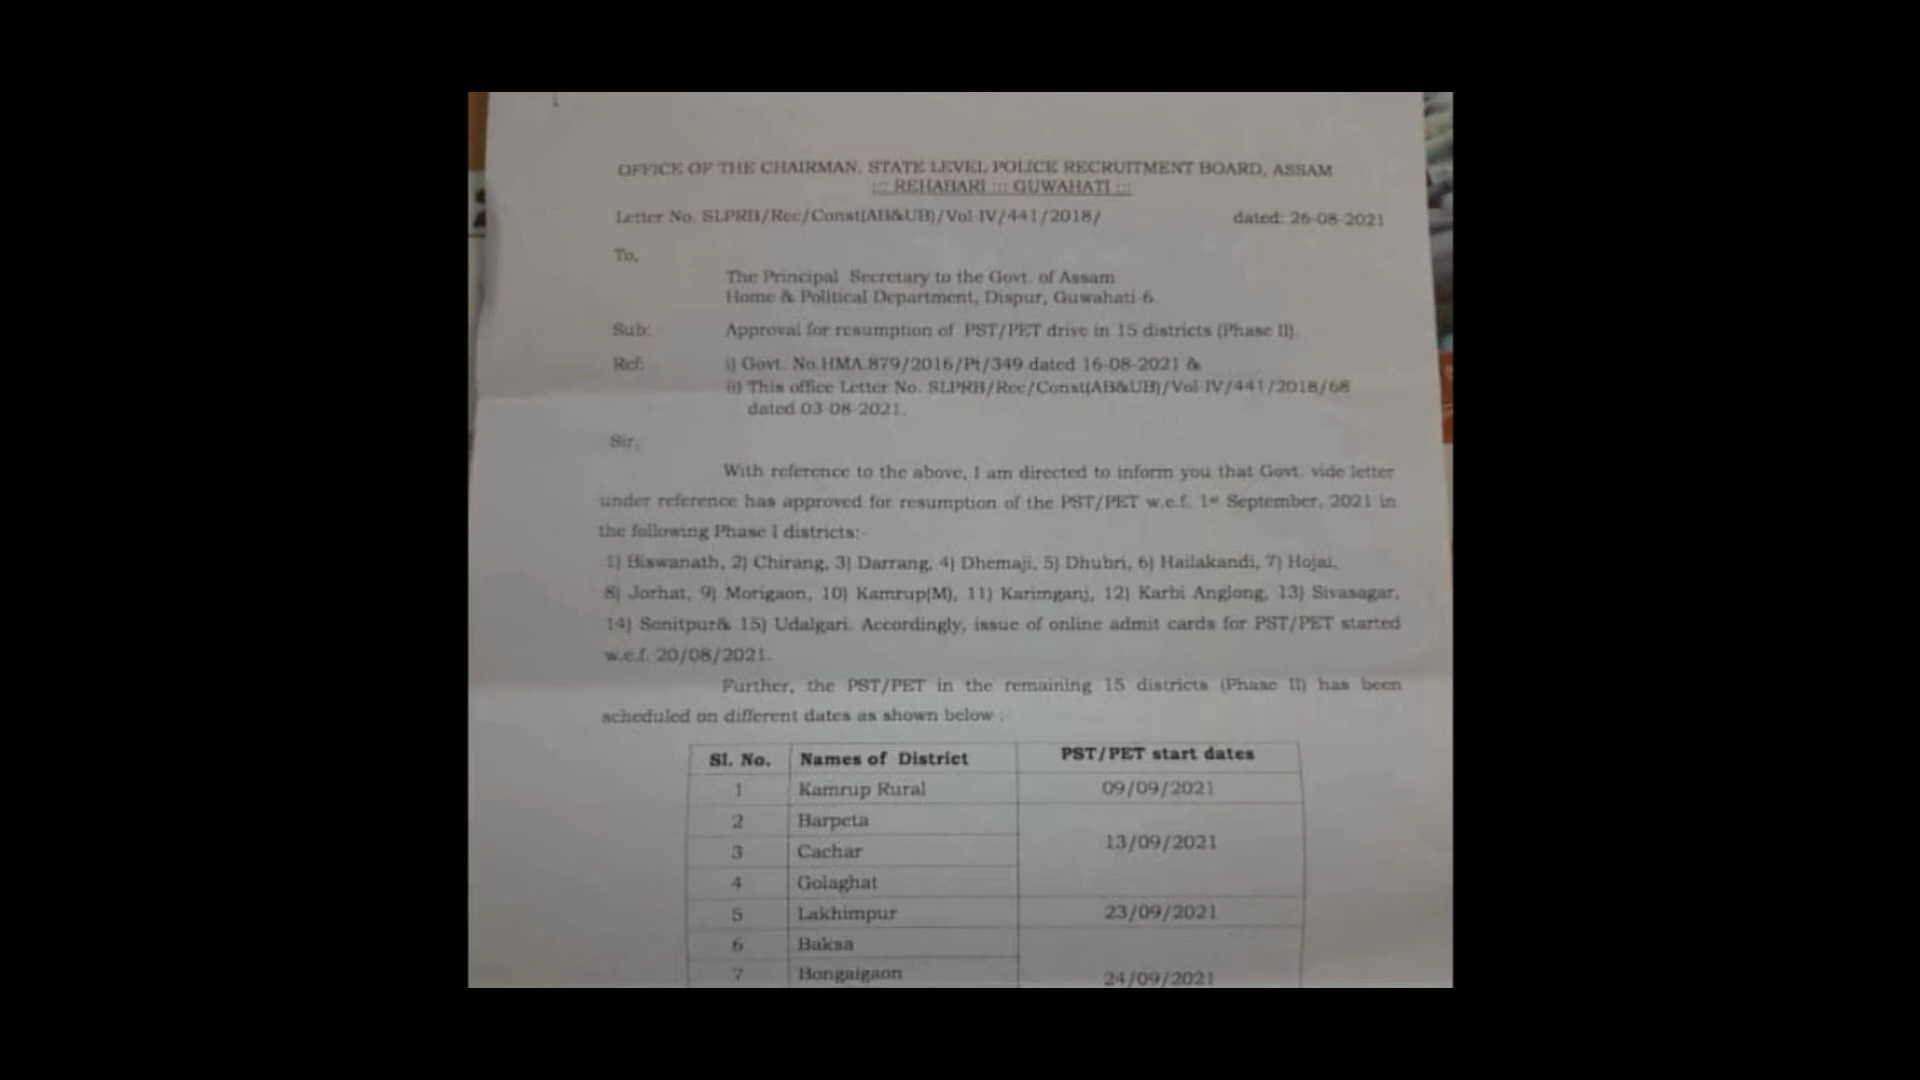 OFFICE OF THE CHAIRMAN, STATE LEVEL POLICE RECRUITMENT BOARD, ASSAM
::: REHABARI ::: GUWAHATI :::
Letter No. SLPRB/Rec/Const(AB&UB)/Vol-IV/441/2018/ dated: 26-08-2021
To,
The Principal Secretary to the Govt. of Assam
Home & Political Department, Dispur, Guwahati-6.
Sub: Approval for resumption of PST/PET drive in 15 districts (Phase II).
Ref: i) Govt. No.HMA.879/2016/Pt/349 dated 16-08-2021 &
ii) This office Letter No. SLPRB/Rec/Const(AB&UB)/Vol-IV/441/2018/68
dated 03-08-2021.
Sir,
With reference to the above, I am directed to inform you that Govt. vide letter
under reference has approved for resumption of the PST/PET w.e.f. 1st September, 2021 in
the following Phase I districts:-
1) Biswanath, 2) Chirang, 3) Darrang, 4) Dhemaji, 5) Dhubri, 6) Hailakandi, 7) Hojai,
8) Jorhat, 9) Morigaon, 10) Kamrup(M), 11) Karimganj, 12) Karbi Anglong, 13) Sivasagar,
14) Sonitpur& 15) Udalgari. Accordingly, issue of online admit cards for PST/PET started
w.e.f. 20/08/2021.
Further, the PST/PET in the remaining 15 districts (Phase II) has been
scheduled on different dates as shown below :-
Sl. No. Names of District PST/PET start dates
1 Kamrup Rural 09/09/2021
2 Barpeta
3 Cachar 13/09/2021
4 Golaghat
5 Lakhimpur 23/09/2021
6 Baksa
7 Bongaigaon 24/09/2021